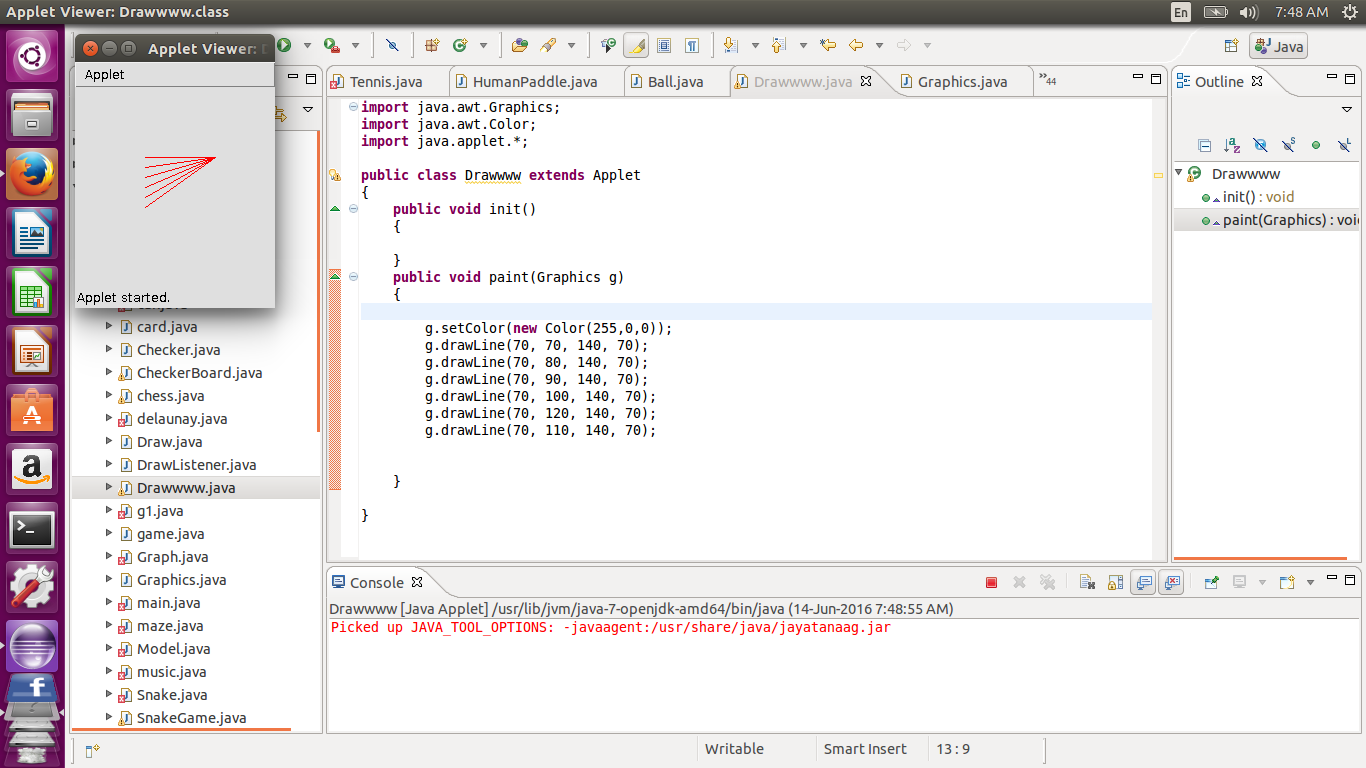 Applet Viewer: Drawwww.class
En
7:48 AM
Applet Viewer:
Applet
Applet started.
Java
Tennis.java
HumanPaddle.java
Ball.java
Drawwww.java
Graphics.java
»44
Outline
import java.awt.Graphics;
import java.awt.Color;
import java.applet.*;
public class Drawwww extends Applet
{
public void init()
{
}
public void paint(Graphics g)
{
g.setColor(new Color(255,0,0));
g.drawLine(70, 70, 140, 70);
g.drawLine(70, 80, 140, 70);
g.drawLine(70, 90, 140, 70);
g.drawLine(70, 100, 140, 70);
g.drawLine(70, 120, 140, 70);
g.drawLine(70, 110, 140, 70);
}
}
Drawwww
init() : void
paint(Graphics) : voi
card.java
Checker.java
CheckerBoard.java
chess.java
delaunay.java
Draw.java
DrawListener.java
Drawwww.java
g1.java
game.java
Graph.java
Graphics.java
main.java
maze.java
Model.java
music.java
Snake.java
SnakeGame.java
Console
Drawwww [Java Applet] /usr/lib/jvm/java-7-openjdk-amd64/bin/java (14-Jun-2016 7:48:55 AM)
Picked up JAVA_TOOL_OPTIONS: -javaagent:/usr/share/java/jayatanaag.jar
Writable
Smart Insert
13 : 9